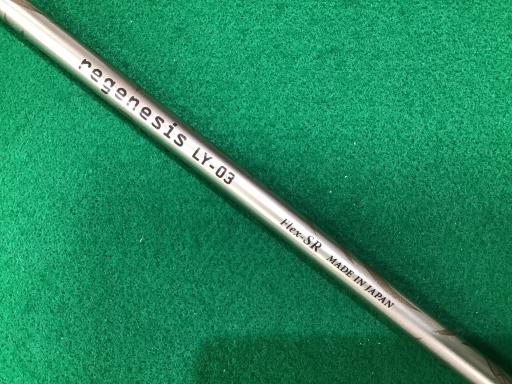 regenesis LY-03
Flex-SR MADE IN JAPAN